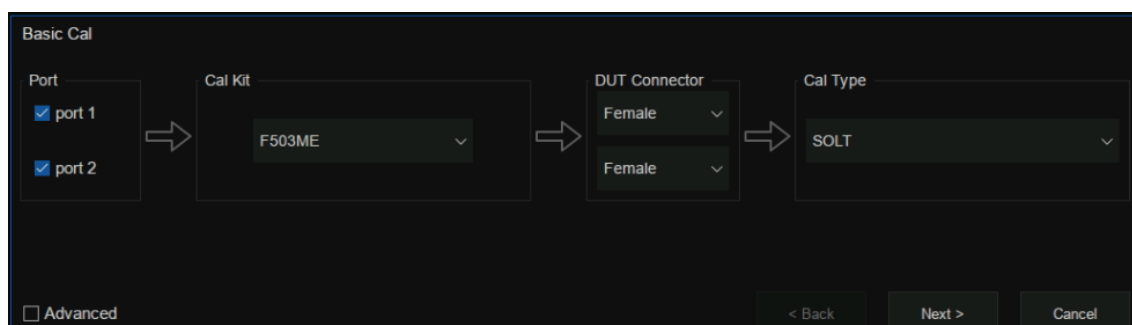 Basic Cal
Port
Cal Kit
DUT Connector
Cal Type
port 1
port 2
F503ME
Female
Female
SOLT
Advanced
< Back
Next >
Cancel